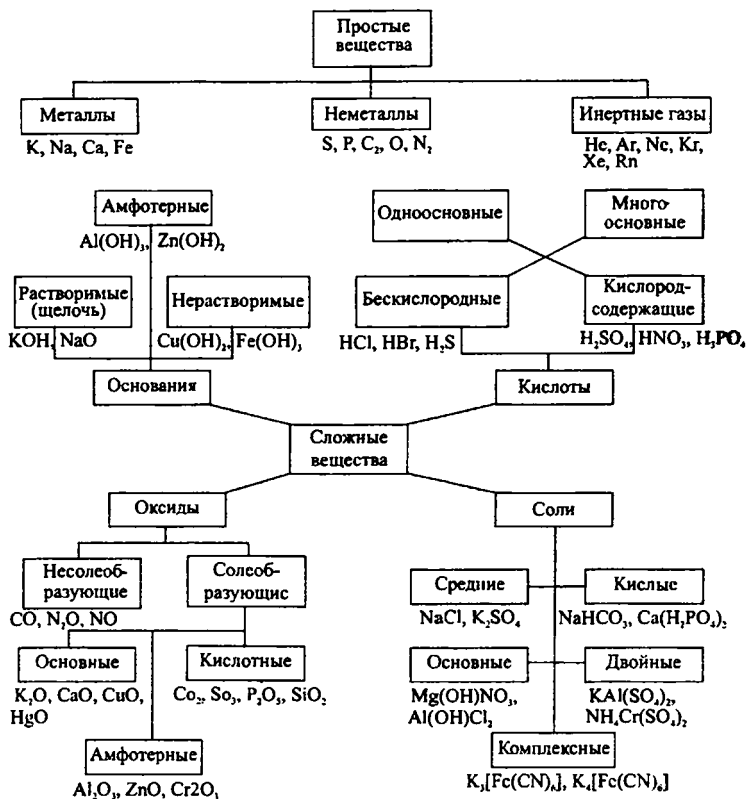 Простые
вещества
Металлы
K, Na, Ca, Fe
Неметаллы
S, P, C₂, O, N₂
Инертные газы
He, Ar, Ne, Kr,
Xe, Rn
Амфотерные
Al(OH)₃, Zn(OH)₂
Растворимые
(щелочь)
KOH, NaO
Нерастворимые
Cu(OH)₂, Fe(OH)₃
Основания
Одноосновные
Много-
основные
Бескислородные
HCl, HBr, H₂S
Кислород-
содержащие
H₂SO₄, HNO₃, H₃PO₄
Кислоты
Сложные
вещества
Оксиды
Несолеоб-
разующие
CO, N₂O, NO
Солеоб-
разующис
Основные
K₂O, CaO, CuO,
HgO
Кислотные
Co₂, So₃, P₂O₅, SiO₂
Амфотерные
Al₂O₃, ZnO, Cr2O₃
Соли
Средние
NaCl, K₂SO₄
Кислые
NaHCO₃, Ca(H₂PO₄)₂
Основные
Mg(OH)NO₃,
Al(OH)Cl₂
Двойные
KAl(SO₄)₂,
NH₄Cr(SO₄)₂
Комплексные
K₃[Fe(CN)₆], K₄[Fe(CN)₆]